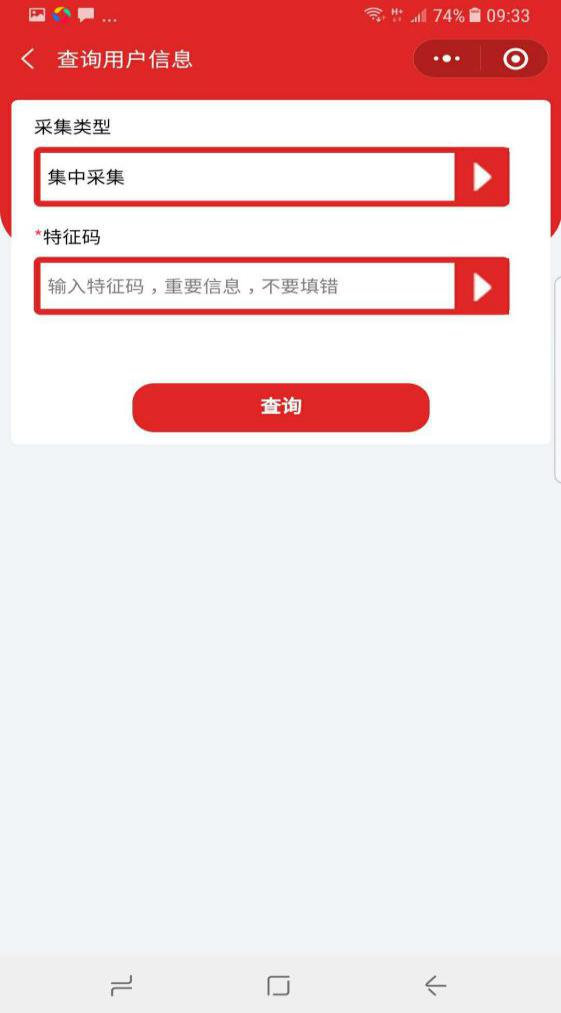 ... H+ 74% 09:33
查询用户信息
采集类型
集中采集
*特征码
输入特征码，重要信息，不要填错
查询